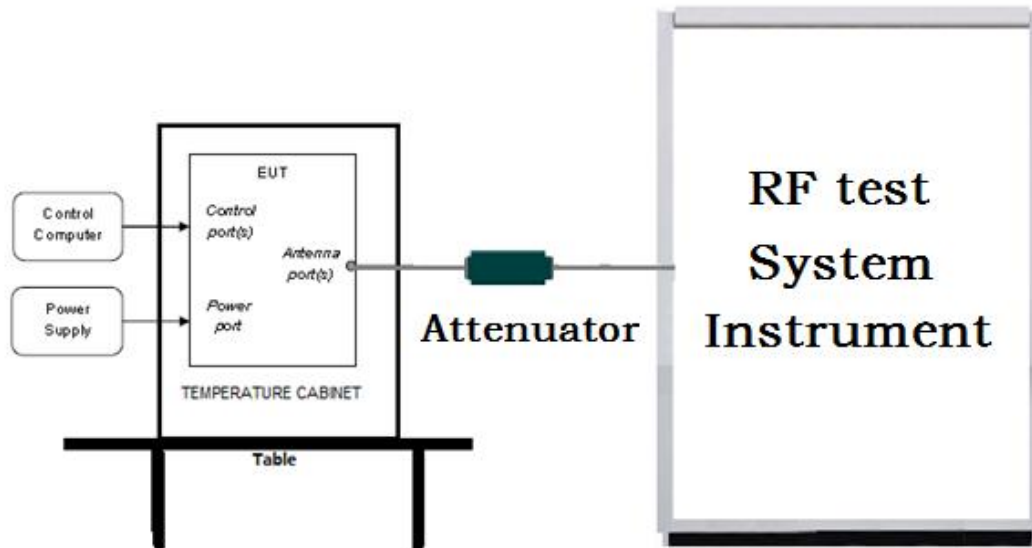 Control
Computer
Power
Supply
EUT
Control
port(s)
Antenna
port(s)
Power
port
TEMPERATURE CABINET
Table
Attenuator
RF test
System
Instrument